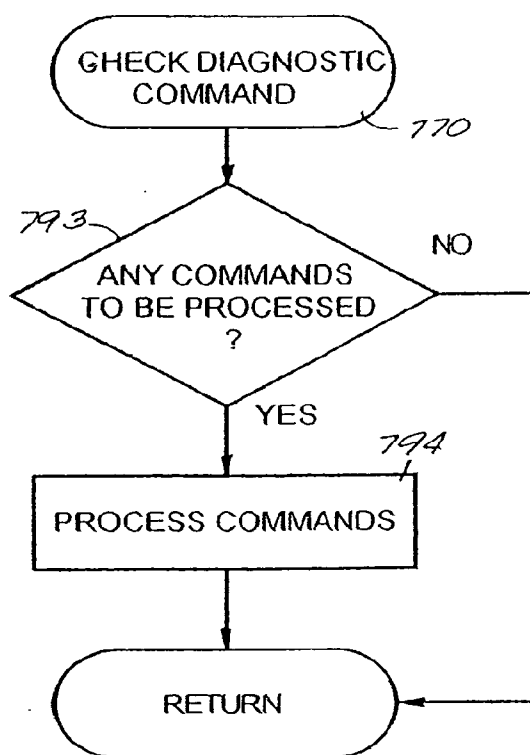 GHECK DIAGNOSTIC
COMMAND
770
793
NO
ANY COMMANDS
TO BE PROCESSED
?
YES
794
PROCESS COMMANDS
RETURN